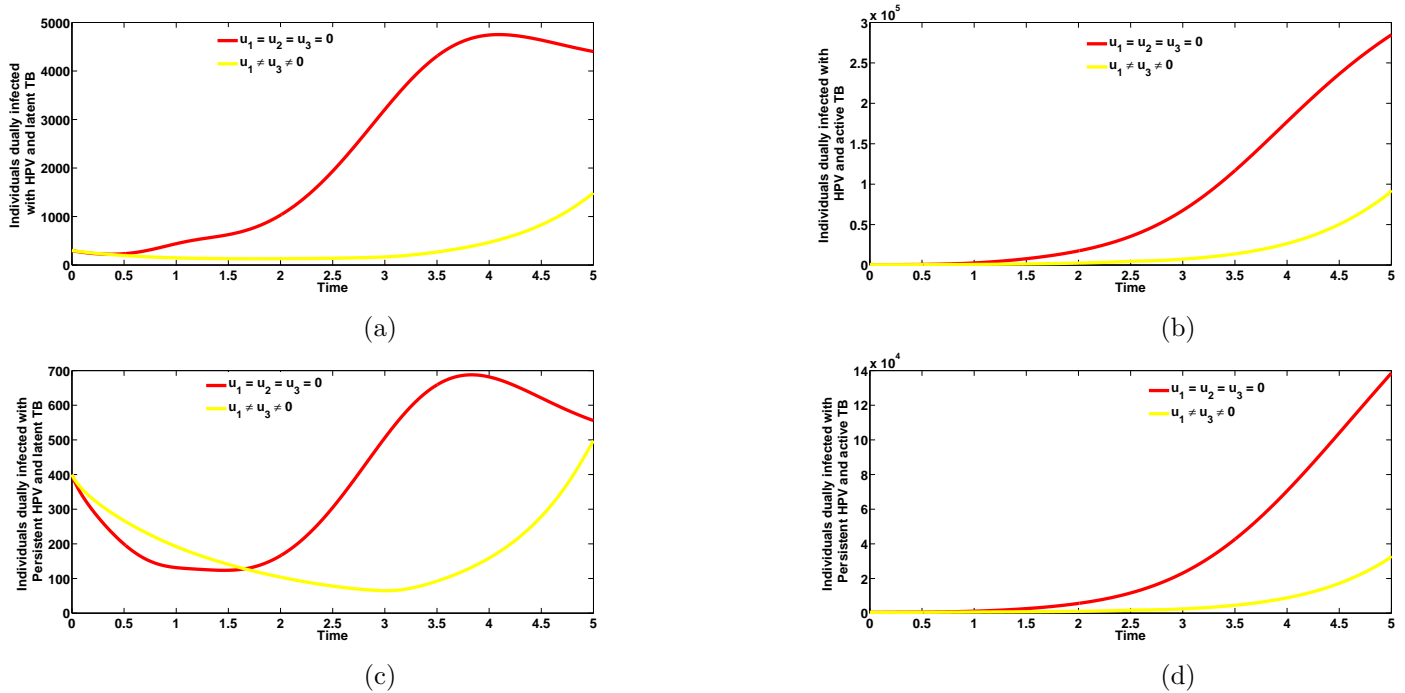 5000
4000
3000
2000
1000
0
Individuals dually infected
with HPV and latent TB
u1 = u2 = u3 = 0
u1 ≠ u3 ≠ 0
0 0.5 1 1.5 2 2.5 3 3.5 4 4.5 5
Time
(a)
x 10^5
3
2.5
2
1.5
1
0.5
0
Individuals dually infected with
HPV and active TB
u1 = u2 = u3 = 0
u1 ≠ u3 ≠ 0
0 0.5 1 1.5 2 2.5 3 3.5 4 4.5 5
Time
(b)
700
600
500
400
300
200
100
0
Individuals dually infected with
Persistent HPV and latent TB
u1 = u2 = u3 = 0
u1 ≠ u3 ≠ 0
0 0.5 1 1.5 2 2.5 3 3.5 4 4.5 5
Time
(c)
x 10^4
14
12
10
8
6
4
2
0
Individuals dually infected with
Persistent HPV and active TB
u1 = u2 = u3 = 0
u1 ≠ u3 ≠ 0
0 0.5 1 1.5 2 2.5 3 3.5 4 4.5 5
Time
(d)